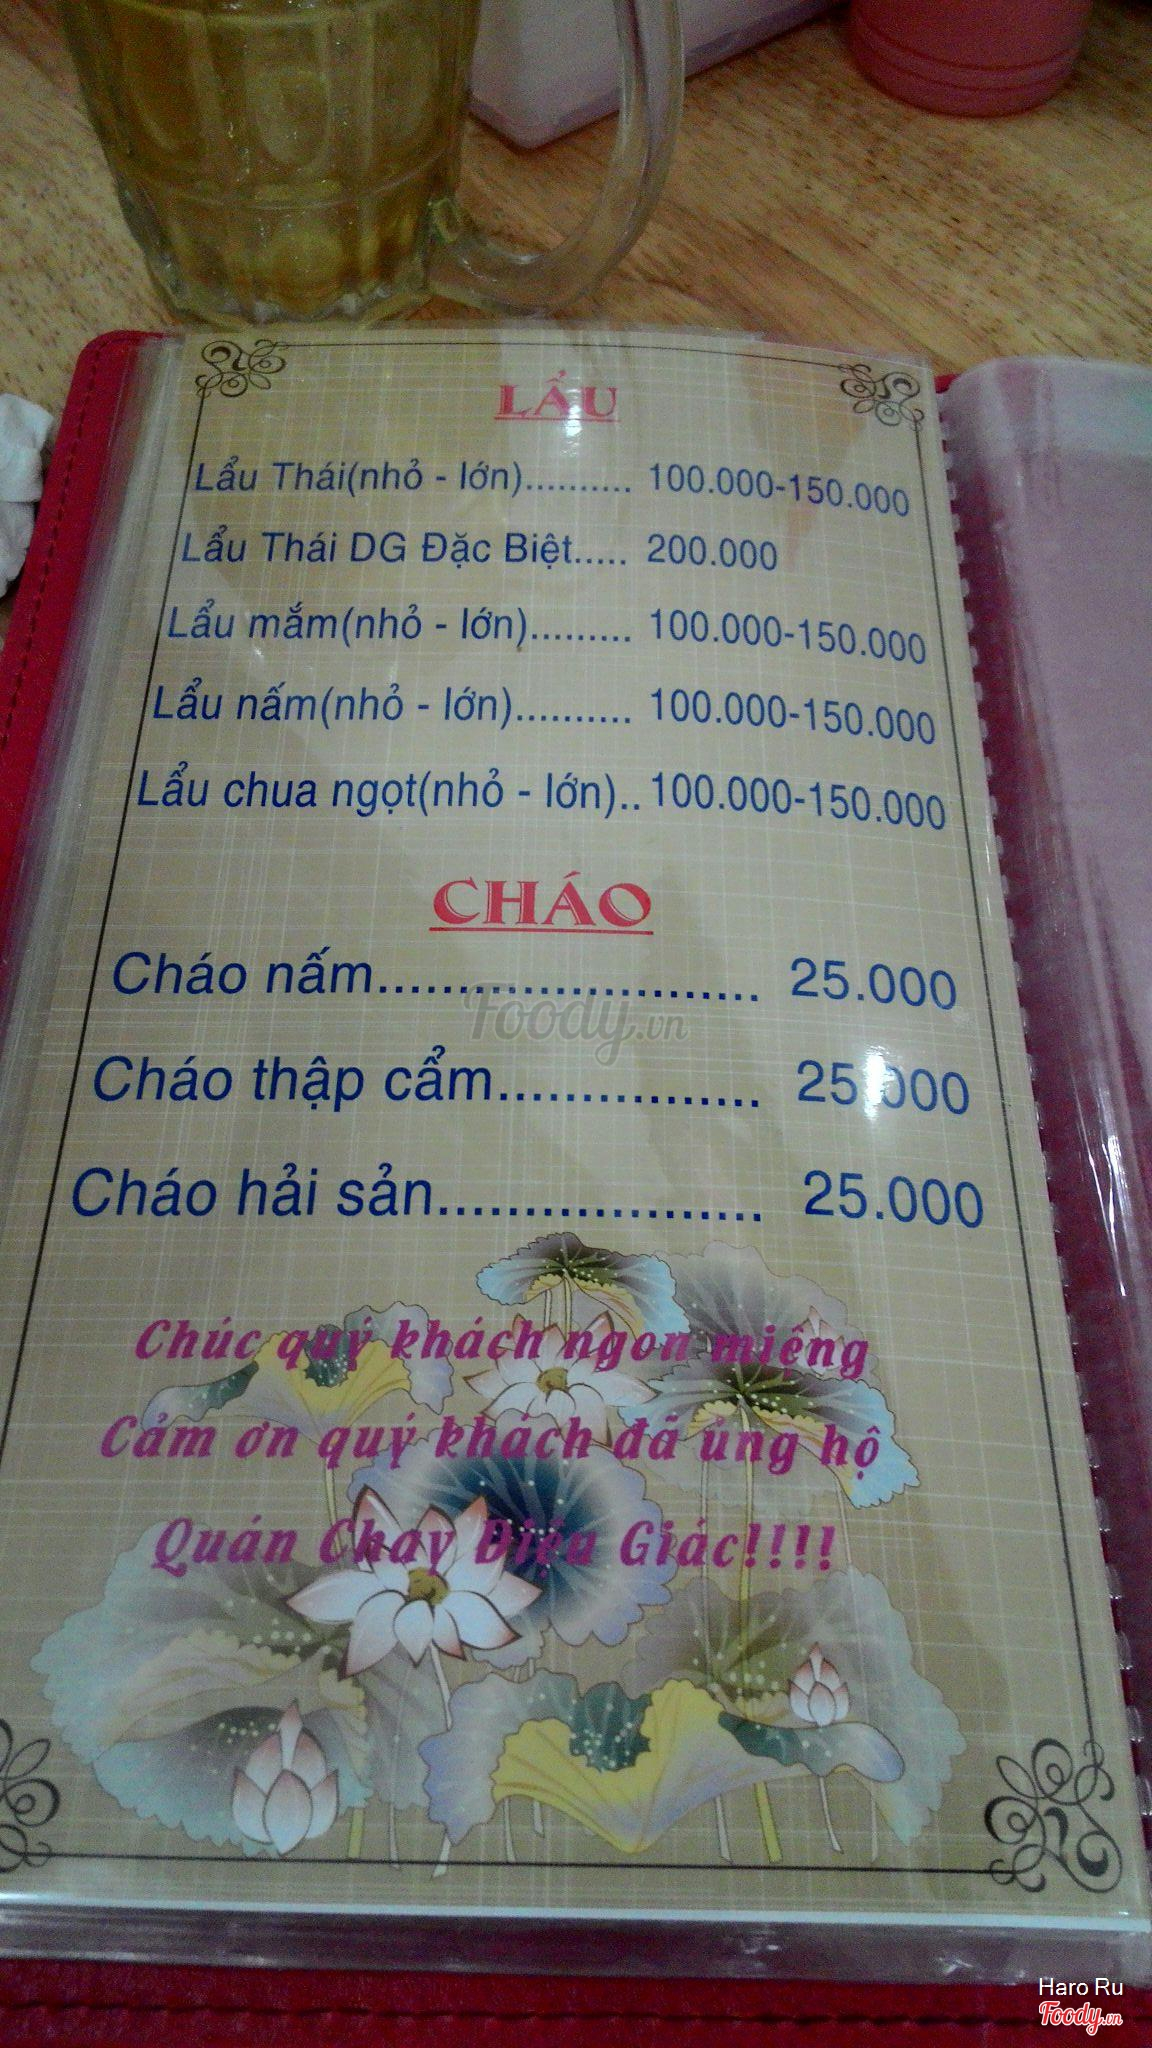 LẨU
Lẩu Thái(nhỏ - lớn).......... 100.000-150.000
Lẩu Thái DG Đặc Biệt..... 200.000
Lẩu mắm(nhỏ - lớn)......... 100.000-150.000
Lẩu nấm(nhỏ - lớn).......... 100.000-150.000
Lẩu chua ngọt(nhỏ - lớn).. 100.000-150.000
CHÁO
Cháo nấm........................ 25.000
Foody.vn
Cháo thập cẩm................ 25.000
Cháo hải sản.................... 25.000
Chúc quý khách ngon miệng
Cảm ơn quý khách đã ủng hộ
Quán Chay Diệu Giác!!!!
Haro Ru
Foody.vn